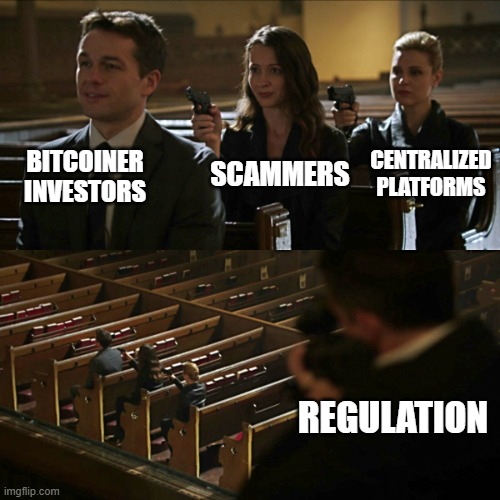 BITCOINER
INVESTORS
SCAMMERS
CENTRALIZED
PLATFORMS
REGULATION
imgflip.com